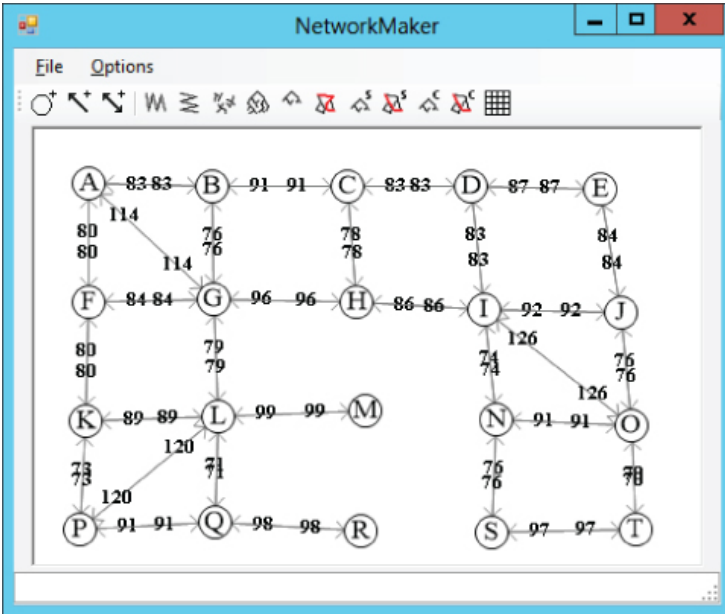 NetworkMaker
File Options
A 83 83 B 91 91 C 83 83 D 87 87 E
114
80 76 78 83 84
80 114 76 78 83 84
F 84 84 G 96 96 H 86 86 I 92 92 J
126
80 79 74 76
80 79 74 126 76
K 89 89 L 99 99 M N 91 91 O
120
73 71 76
73 120 71 76
P 91 91 Q 98 98 R S 97 97 T